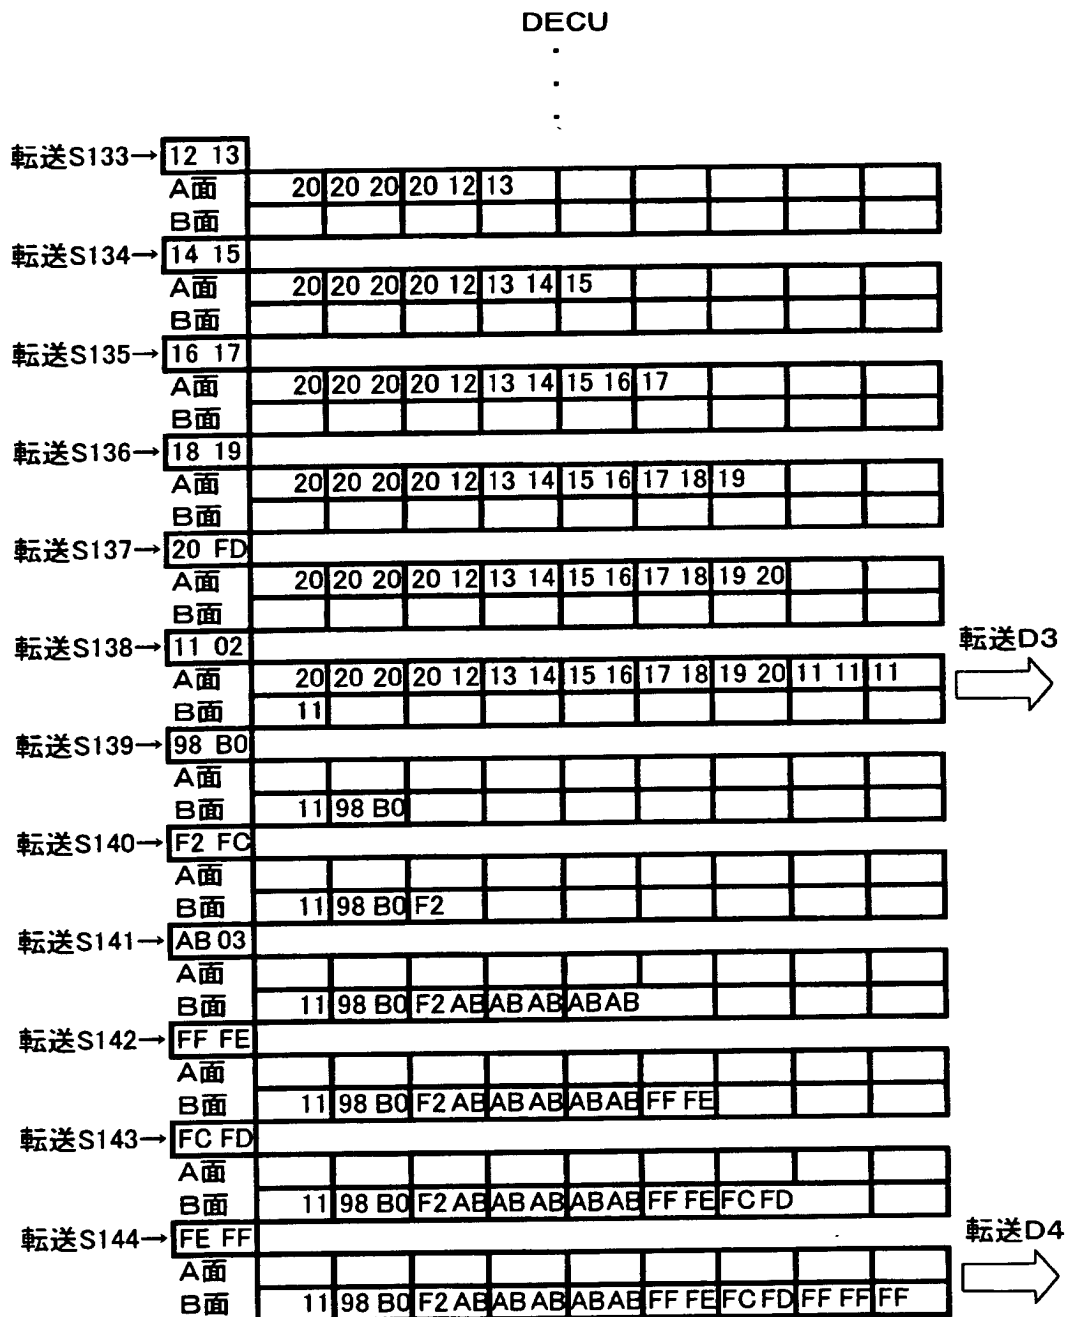 DECU
転送S133→ 12 13
A面 20 20 20 20 12 13
B面
転送S134→ 14 15
A面 20 20 20 20 12 13 14 15
B面
転送S135→ 16 17
A面 20 20 20 20 12 13 14 15 16 17
B面
転送S136→ 18 19
A面 20 20 20 20 12 13 14 15 16 17 18 19
B面
転送S137→ 20 FD
A面 20 20 20 20 12 13 14 15 16 17 18 19 20
B面
転送S138→ 11 02 転送D3
A面 20 20 20 20 12 13 14 15 16 17 18 19 20 11 11 11
B面 11
転送S139→ 98 B0
A面
B面 11 98 B0
転送S140→ F2 FC
A面
B面 11 98 B0 F2
転送S141→ AB 03
A面
B面 11 98 B0 F2 AB AB AB AB AB
転送S142→ FF FE
A面
B面 11 98 B0 F2 AB AB AB AB AB FF FE
転送S143→ FC FD
A面
B面 11 98 B0 F2 AB AB AB AB AB FF FE FC FD
転送S144→ FE FF 転送D4
A面
B面 11 98 B0 F2 AB AB AB AB AB FF FE FC FD FF FF FF